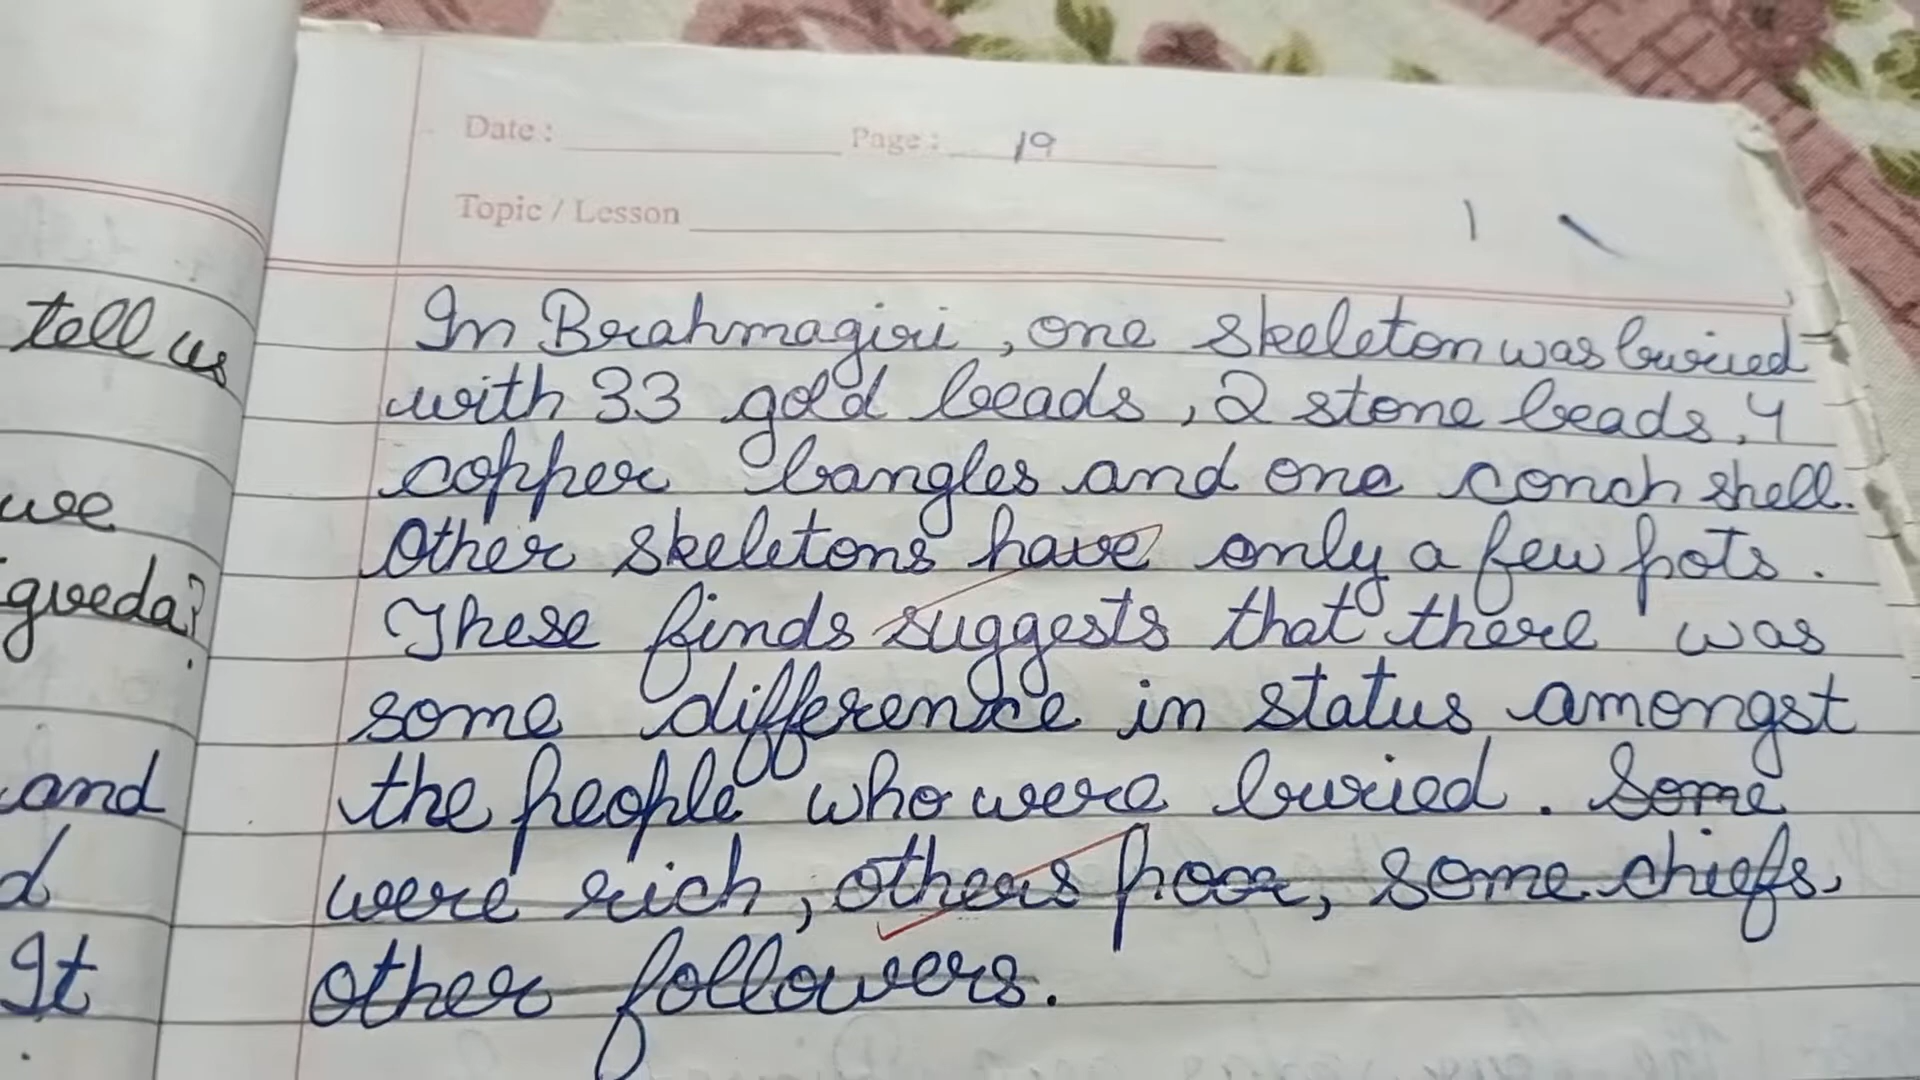 Date : Page : 19
Topic / Lesson
tell us
we
gveda?
and
d
It
In Brahmagiri, one skeleton was buried
with 33 gold beads, 2 stone beads, 4
copper bangles and one conch shell.
Other skeletons have only a few pots.
These finds suggests that there was
some difference in status amongst
the people who were buried. Some
were rich, others poor, some chiefs,
other followers.